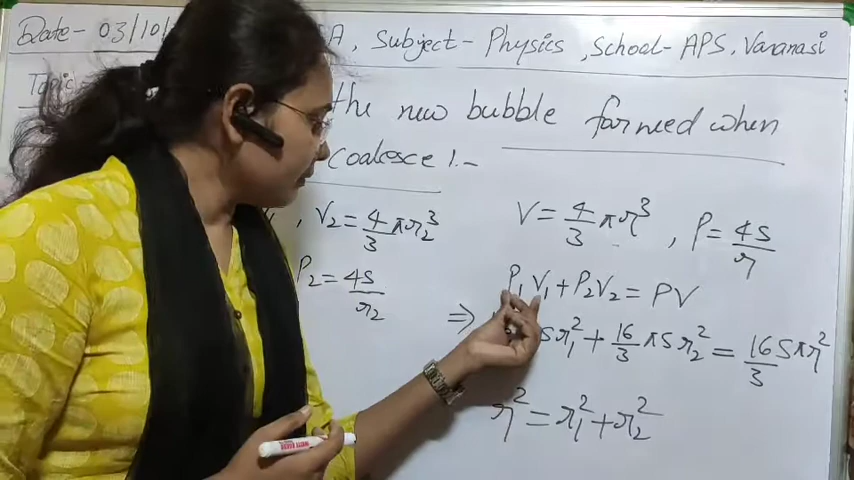 Date- 03/10/ A, Subject- Physics, School- APS, Varanasi
Topic the new bubble formed when
Coalesce !-
, V₂ = 4/3 πr₂³ V = 4/3 πr³ , P = 4S/r
P₂ = 4S/r₂ P₁V₁ + P₂V₂ = PV
⇒ Sr₁² + 16/3 πSr₂² = 16/3 Sπr²
r² = r₁² + r₂²
WHITE